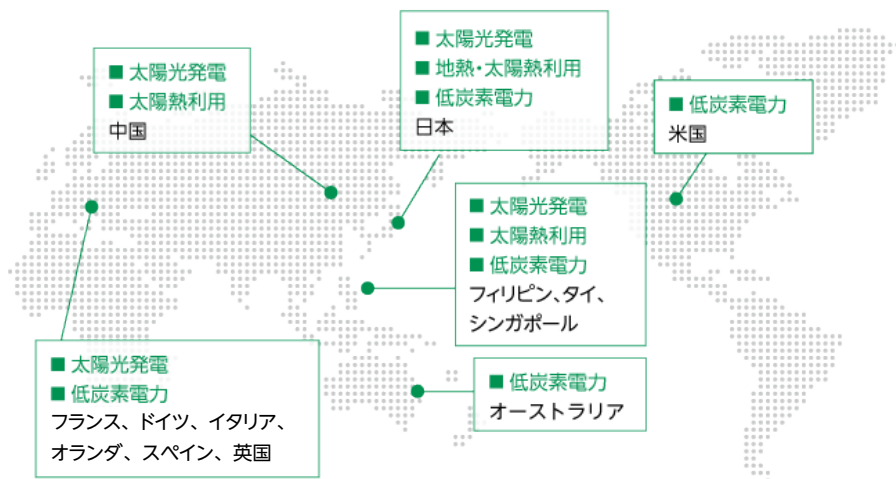 ■ 太陽光発電
■ 太陽熱利用
中国
■ 太陽光発電
■ 地熱・太陽熱利用
■ 低炭素電力
日本
■ 低炭素電力
米国
■ 太陽光発電
■ 太陽熱利用
■ 低炭素電力
フィリピン、タイ、
シンガポール
■ 太陽光発電
■ 低炭素電力
フランス、ドイツ、イタリア、
オランダ、スペイン、英国
■ 低炭素電力
オーストラリア